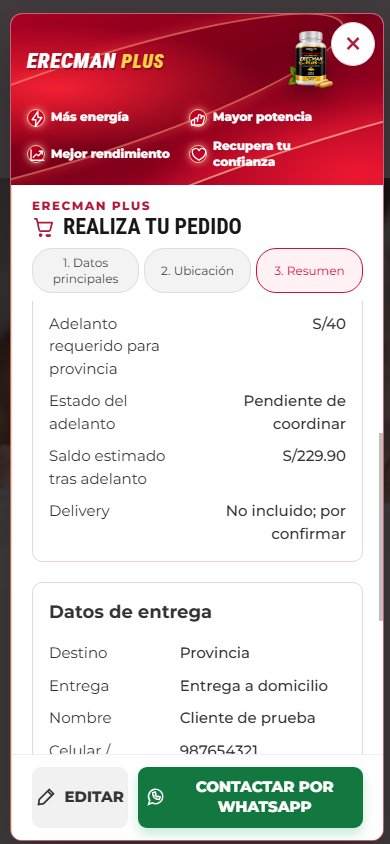 ERECMAN PLUS
ERECMAN
PLUS
Más energía
Mayor potencia
Mejor rendimiento
Recupera tu
confianza
ERECMAN PLUS
REALIZA TU PEDIDO
1. Datos
principales
2. Ubicación
3. Resumen
Adelanto
requerido para
provincia
S/40
Estado del
adelanto
Pendiente de
coordinar
Saldo estimado
tras adelanto
S/229.90
Delivery
No incluido; por
confirmar
Datos de entrega
Destino
Provincia
Entrega
Entrega a domicilio
Nombre
Cliente de prueba
Celular /
987654321
EDITAR
CONTACTAR POR
WHATSAPP